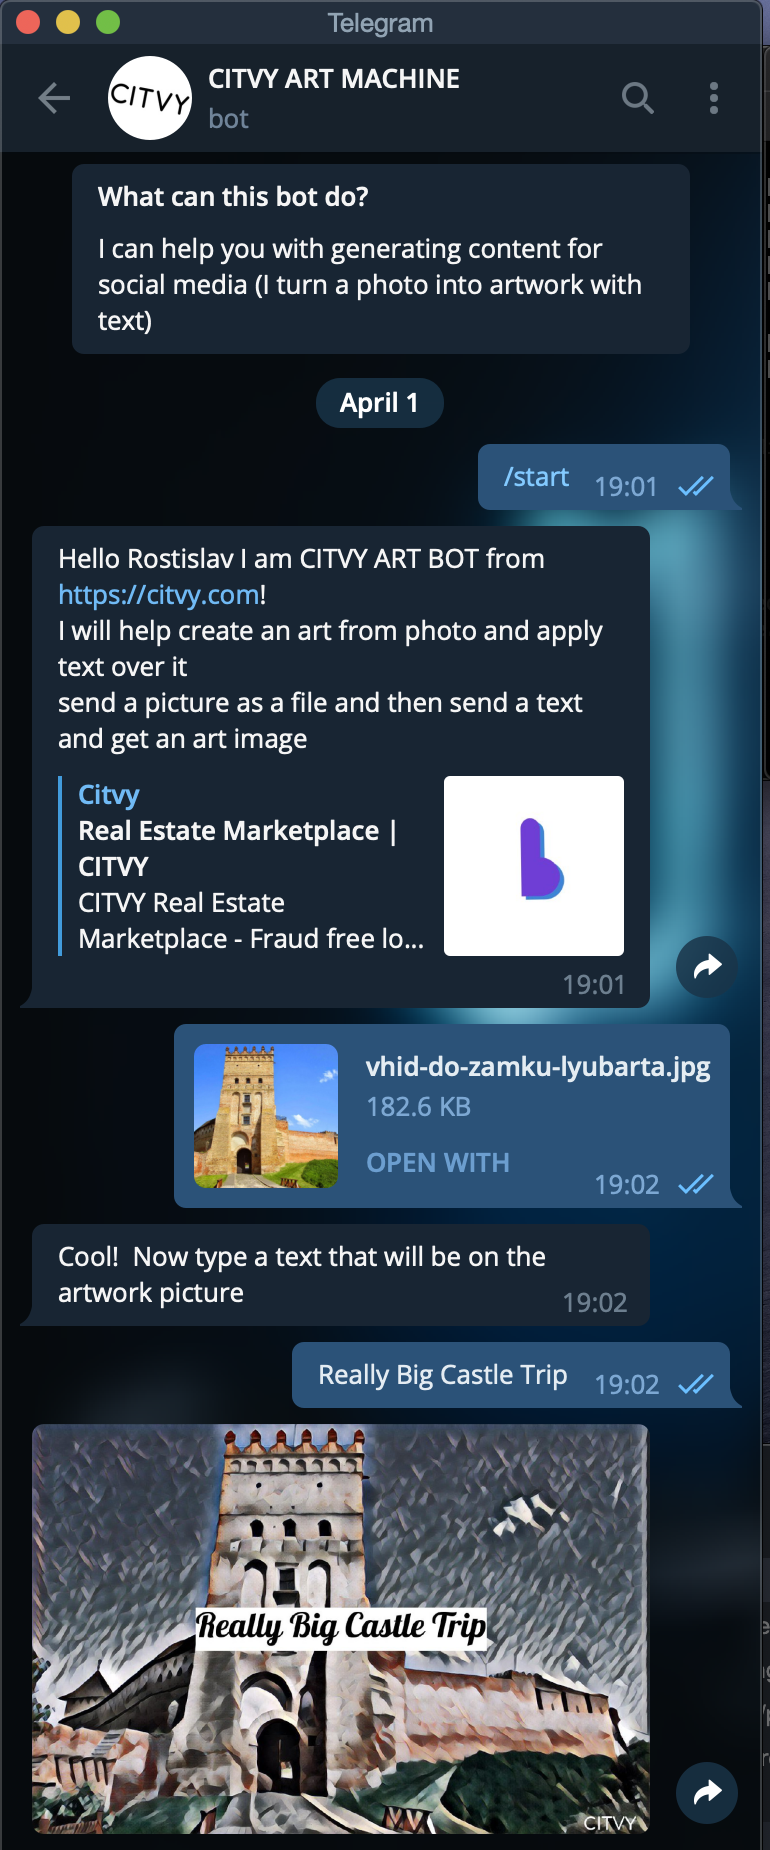 Telegram
CITVY
CITVY ART MACHINE
bot
What can this bot do?
I can help you with generating content for
social media (I turn a photo into artwork with
text)
April 1
/start 19:01
Hello Rostislav I am CITVY ART BOT from
https://citvy.com!
I will help create an art from photo and apply
text over it
send a picture as a file and then send a text
and get an art image
Citvy
Real Estate Marketplace |
CITVY
CITVY Real Estate
Marketplace - Fraud free lo...
19:01
vhid-do-zamku-lyubarta.jpg
182.6 KB
OPEN WITH
19:02
Cool!  Now type a text that will be on the
artwork picture
19:02
Really Big Castle Trip 19:02
Really Big Castle Trip
CITVY